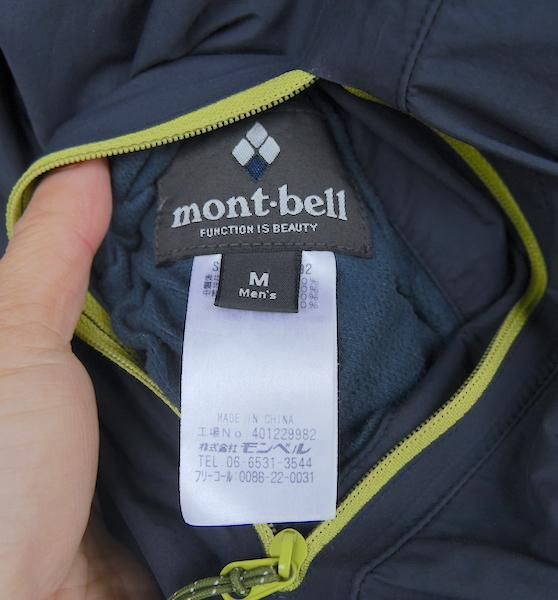 mont·bell
FUNCTION IS BEAUTY
M
Men's
MADE IN CHINA
工場No. 401229982
株式会社モンベル
TEL 06-6531-3544
フリーコール:0086-22-0031